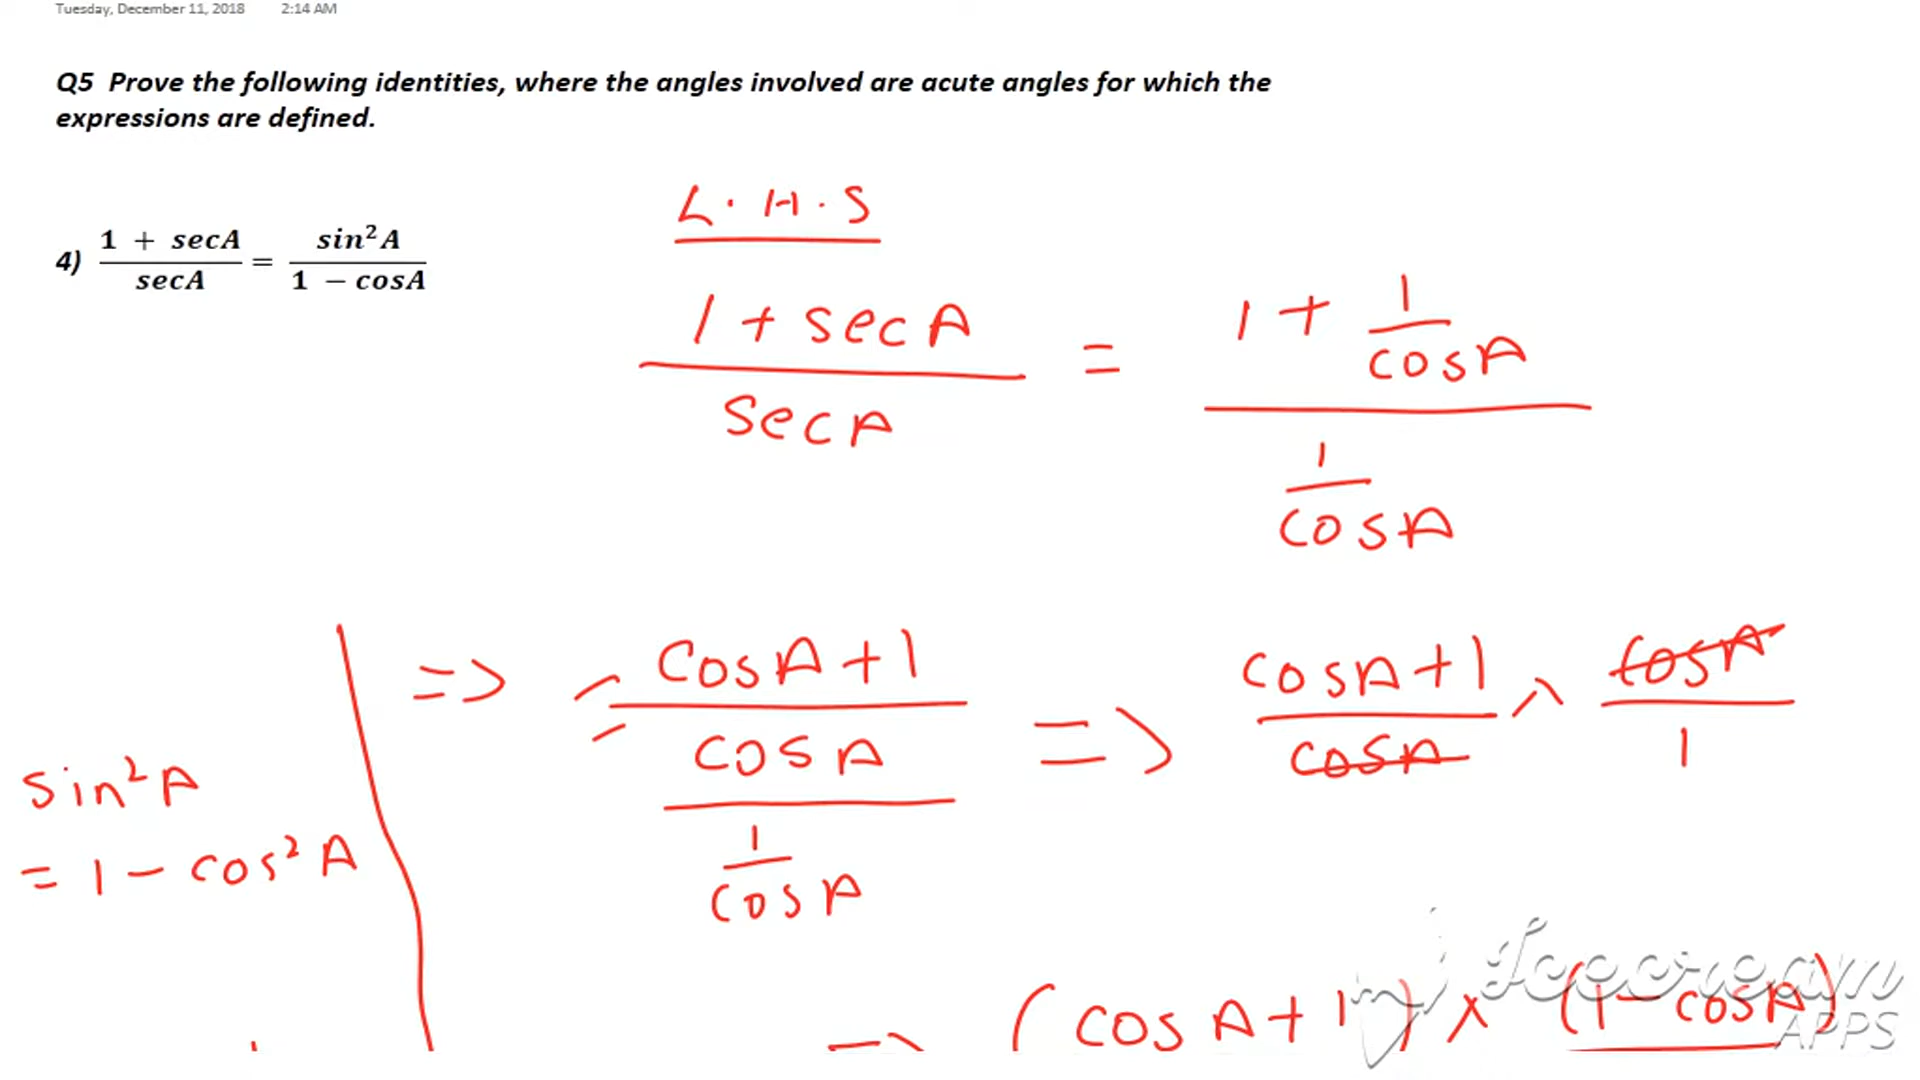 Tuesday, December 11, 2018 2:14 AM
Q5 Prove the following identities, where the angles involved are acute angles for which the
expressions are defined.
4) (1 + secA)/secA = sin²A/(1 − cosA)
L.H.S
(1 + secA)/secA = (1 + 1/cosA)/(1/cosA)
=> = ((cosA+1)/cosA)/(1/cosA) => (cosA+1)/cosA × cosA/1
sin²A
= 1 − cos²A
=> (cosA+1) × (1 − cosA)
Icecream
APPS